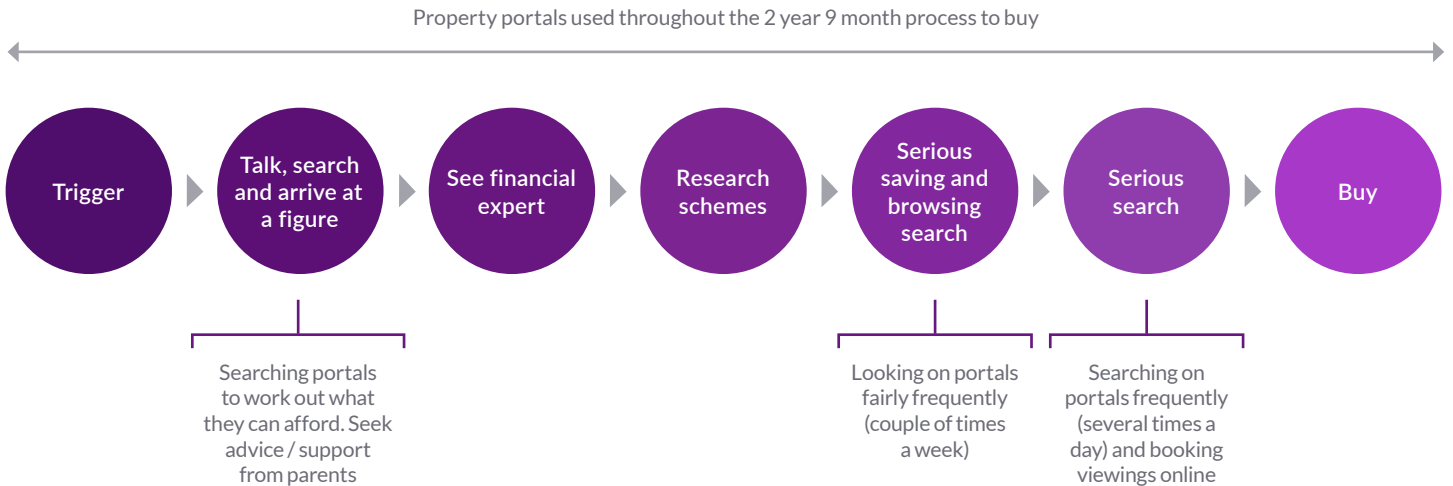 Property portals used throughout the 2 year 9 month process to buy
Trigger
Talk, search
and arrive at
a figure
See financial
expert
Research
schemes
Serious
saving and
browsing
search
Serious
search
Buy
Searching portals
to work out what
they can afford. Seek
advice / support
from parents
Looking on portals
fairly frequently
(couple of times
a week)
Searching on
portals frequently
(several times a
day) and booking
viewings online